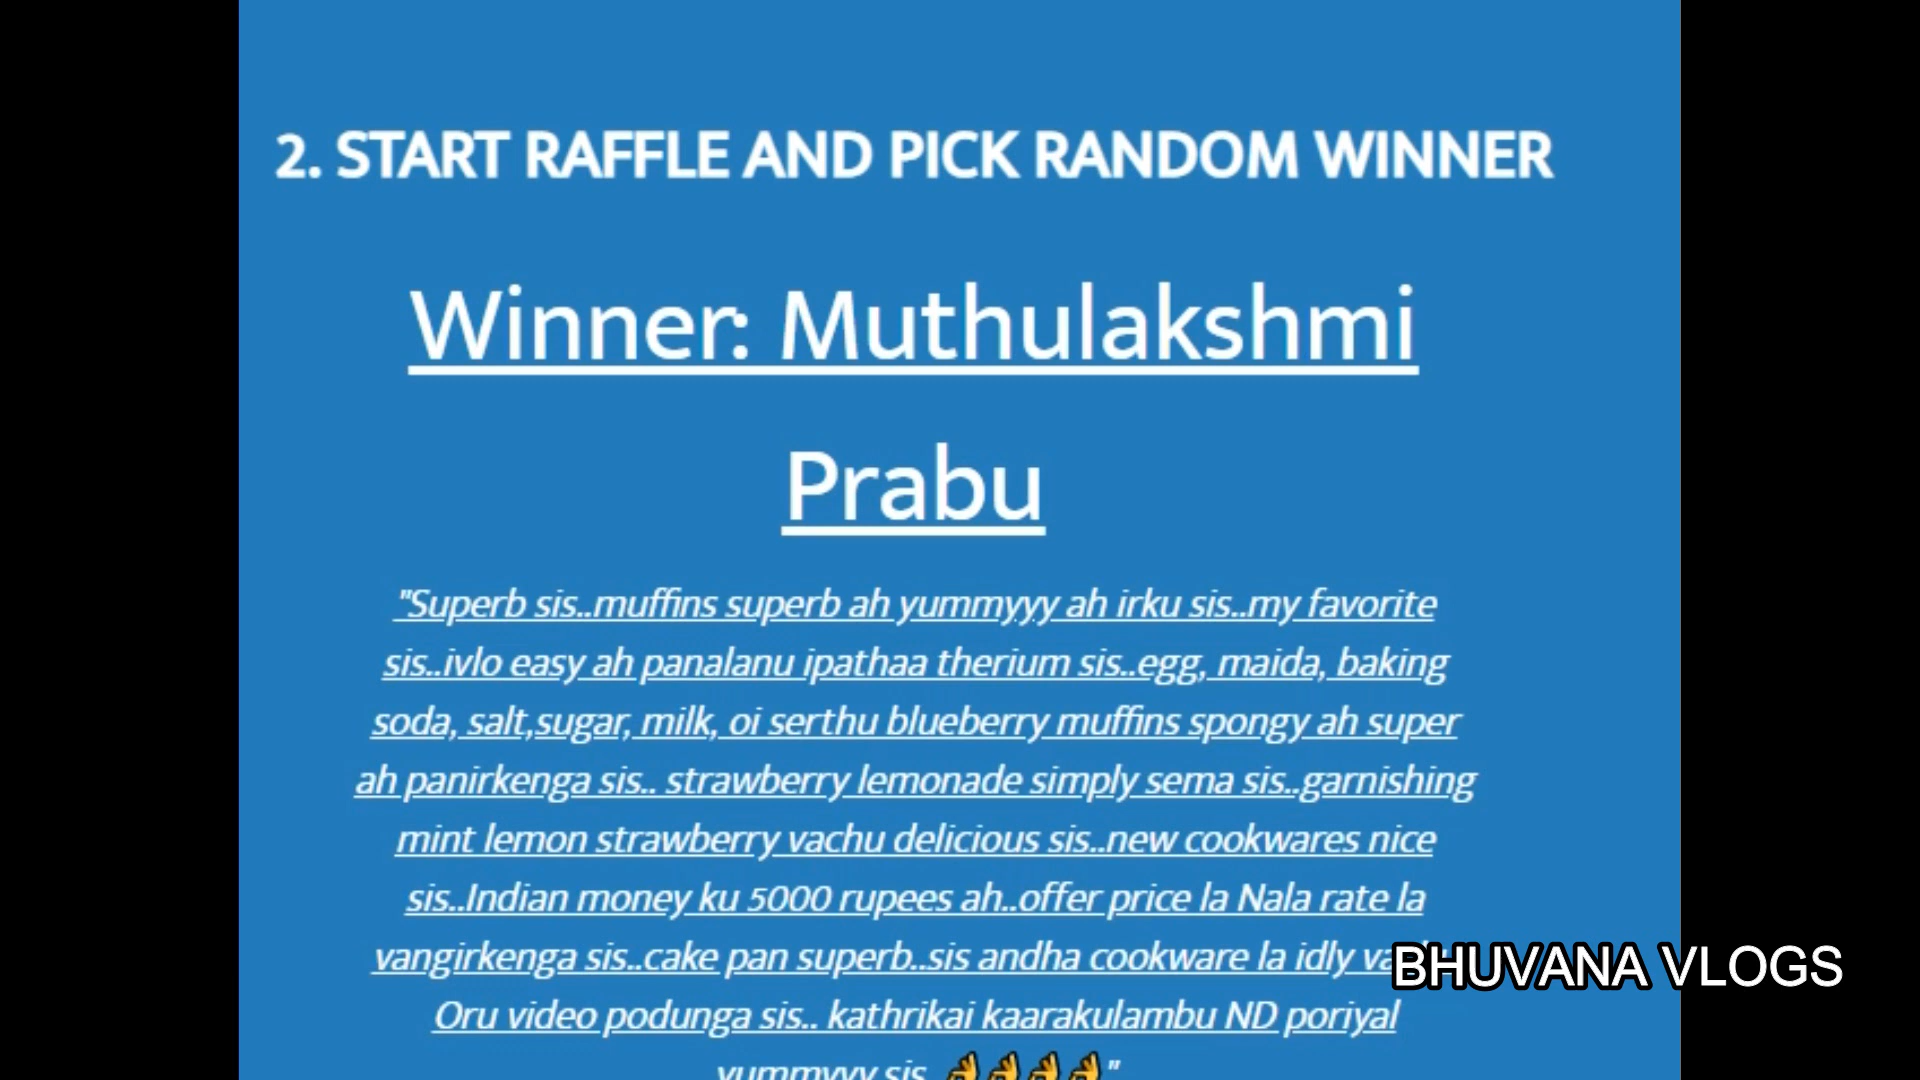 2. START RAFFLE AND PICK RANDOM WINNER
Winner: Muthulakshmi
Prabu
"Superb sis..muffins superb ah yummyyy ah irku sis..my favorite
sis..ivlo easy ah panalanu ipathaa therium sis..egg, maida, baking
soda, salt,sugar, milk, oi serthu blueberry muffins spongy ah super
ah panirkenga sis.. strawberry lemonade simply sema sis..garnishing
mint lemon strawberry vachu delicious sis..new cookwares nice
sis..Indian money ku 5000 rupees ah..offer price la Nala rate la
vangirkenga sis..cake pan superb..sis andha cookware la idly
Oru video podunga sis.. kathrikai kaarakulambu ND poriyal
yummyyy sis 👌👌👌👌"
BHUVANA VLOGS